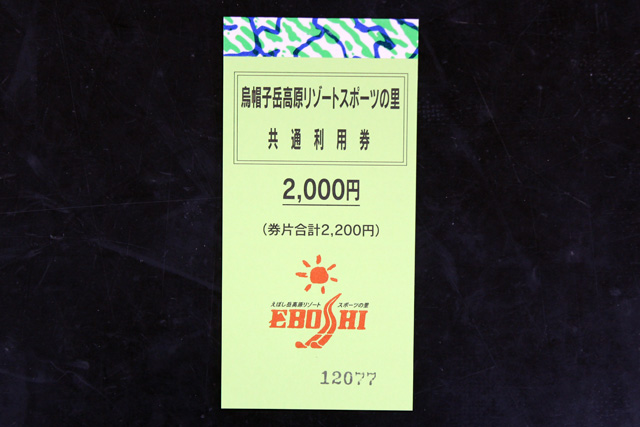 烏帽子岳高原リゾートスポーツの里
共通利用券
2,000円
（券片合計2,200円）
えぼし岳高原リゾート スポーツの里
EBOSHI
12077